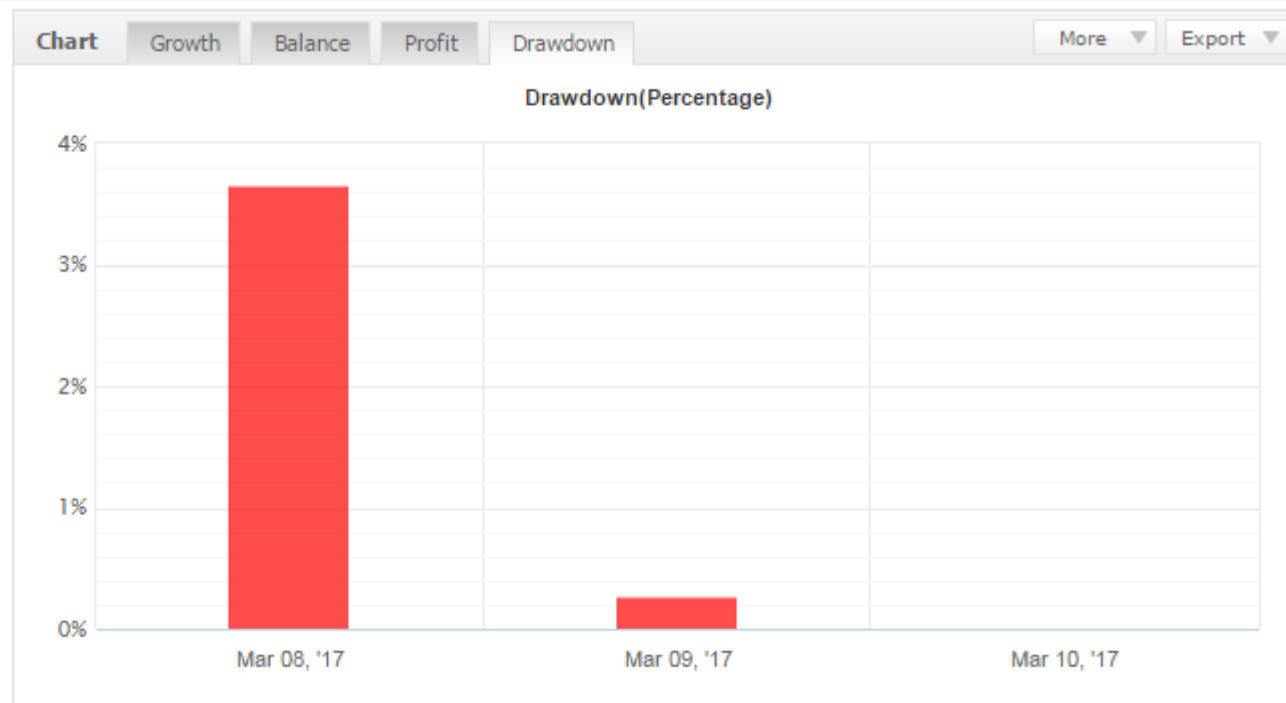 Chart Growth Balance Profit Drawdown More Export
Drawdown(Percentage)
4%
3%
2%
1%
0%
Mar 08, '17 Mar 09, '17 Mar 10, '17